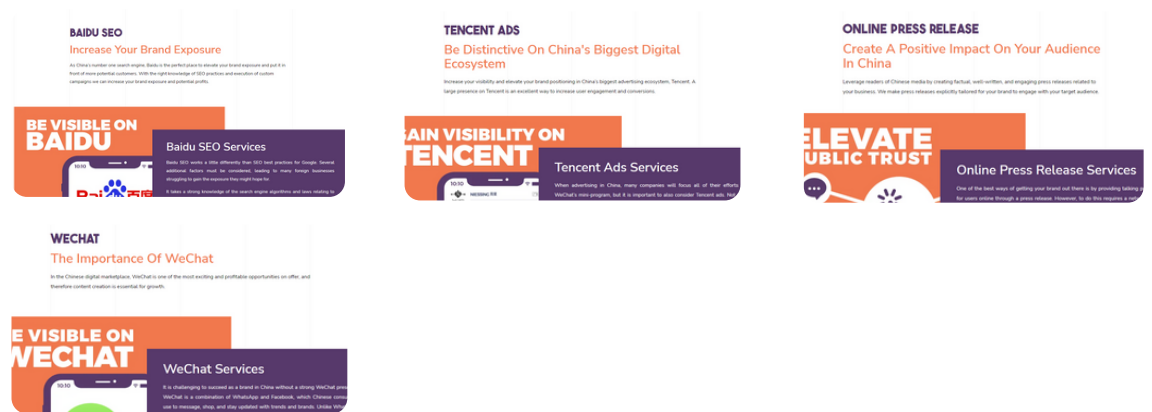 BAIDU SEO
Increase Your Brand Exposure
As China's number one search engine. Baidu is the perfect place to elevate your brand exposure and put it in
front of more potential customers. With the right knowledge of SEO practices and execution of custom
campaigns we can increase your brand exposure and potential profits.
BE VISIBLE ON
BAIDU
10:10
Bai 百度
Baidu SEO Services
Baidu SEO works a little differently than SEO best practices for Google. Several
additional factors must be considered, leading to many foreign businesses
struggling to gain the exposure they might hope for
It takes a strong knowledge of the search engine algorithms and laws relating to
TENCENT ADS
Be Distinctive On China's Biggest Digital
Ecosystem
Increase your visibility and elevate your brand positioning in China's biggest advertising ecosystem, Tencent. A
large presence on Tencent is an excellent way to increase user engagement and conversions.
GAIN VISIBILITY ON
TENCENT
10:10
Tencent Ads Services
When advertising in China, many companies will focus all of their efforts
WeChat's mini-program, but it is important to also consider Tencent ads. Not
ONLINE PRESS RELEASE
Create A Positive Impact On Your Audience
In China
Leverage readers of Chinese media by creating factual, well-written, and engaging press releases related to
your business. We make press releases explicitly tailored for your brand to engage with your target audience.
ELEVATE
PUBLIC TRUST
Online Press Release Services
One of the best ways of getting your brand out there is by providing talking
for users online through a press release. However, to do this requires a
WECHAT
The Importance Of WeChat
In the Chinese digital marketplace, WeChat is one of the most exciting and profitable opportunities on offer, and
therefore content creation is essential for growth.
E VISIBLE ON
WECHAT
10:10
WeChat Services
It is challenging to succeed as a brand in China without a strong WeChat
WeChat is a combination of WhatsApp and Facebook, which Chinese
use to message, shop, and stay updated with trends and brands. Unlike